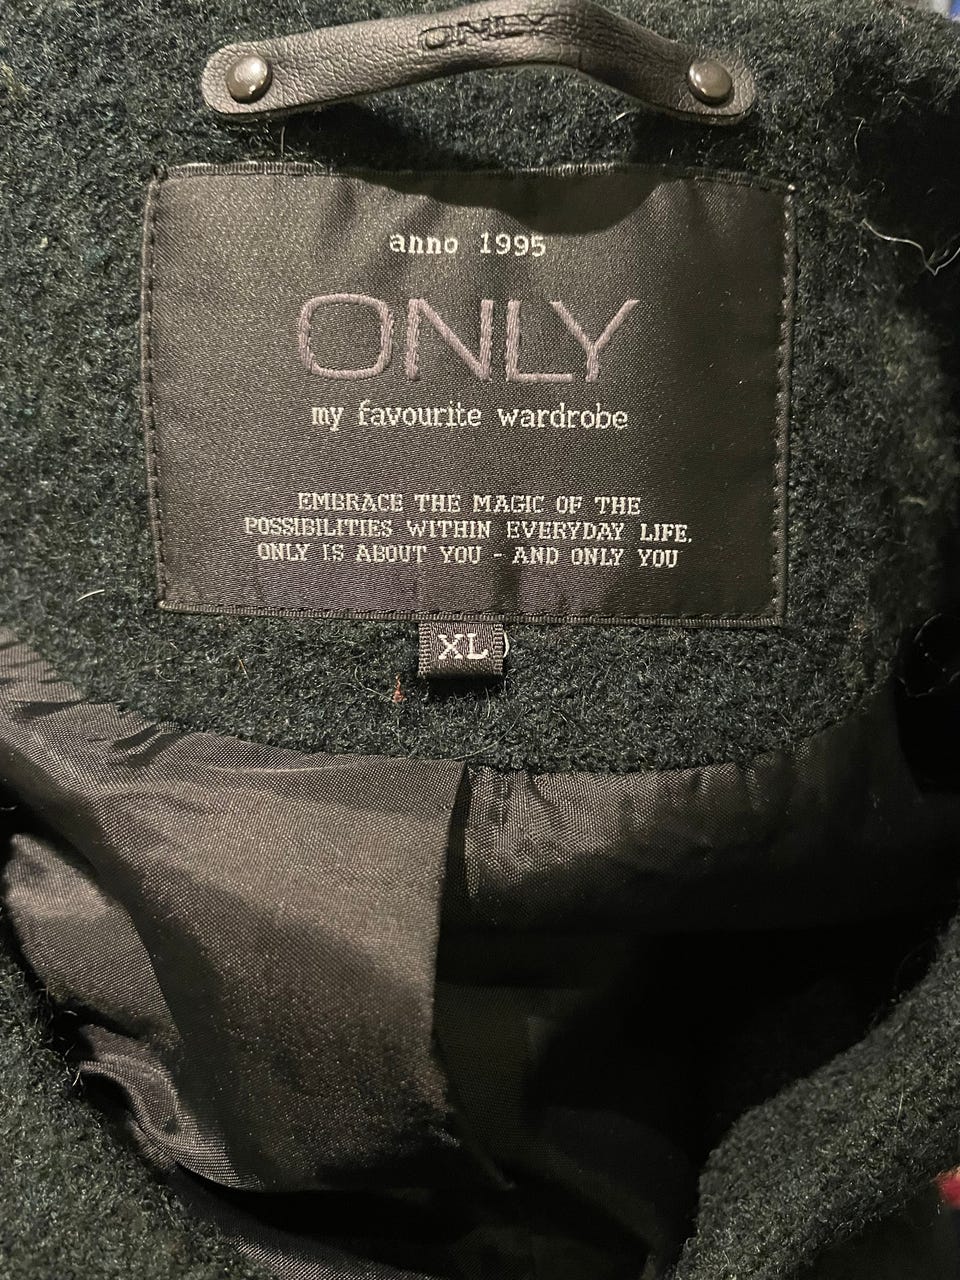 ONLY
anno 1995
ONLY
my favourite wardrobe
EMBRACE THE MAGIC OF THE
POSSIBILITIES WITHIN EVERYDAY LIFE.
ONLY IS ABOUT YOU - AND ONLY YOU
XL